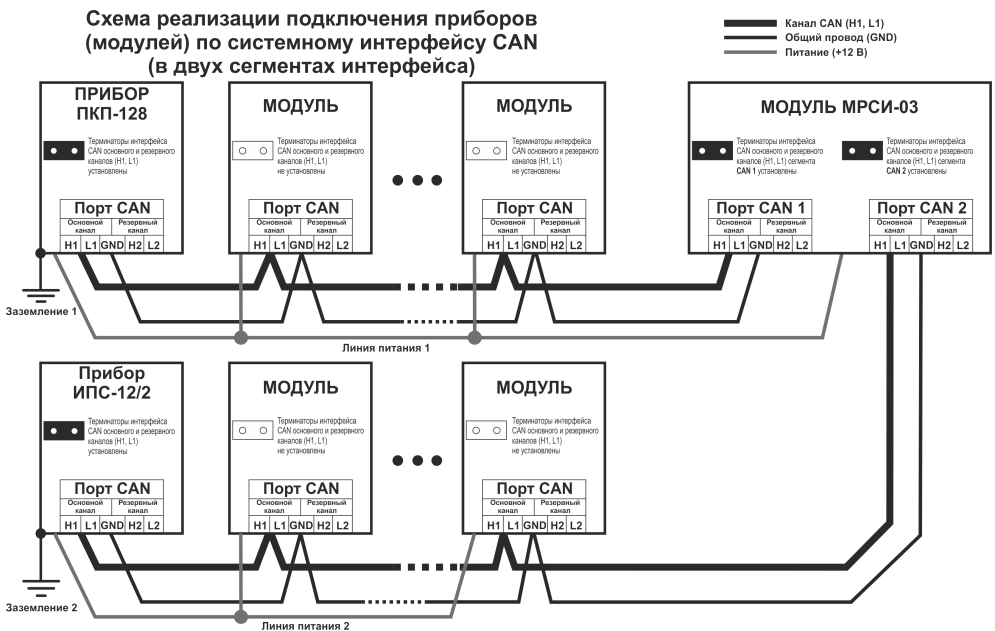 Схема реализации подключения приборов
(модулей) по системному интерфейсу CAN
(в двух сегментах интерфейса)
Канал CAN (H1, L1)
Общий провод (GND)
Питание (+12 В)
ПРИБОР
ПКП-128
Терминаторы интерфейса
CAN основного и резервного
каналов (H1, L1)
установлены
Порт CAN
Основной канал
Резервный канал
H1 L1 GND H2 L2
МОДУЛЬ
Терминаторы интерфейса
CAN основного и резервного
каналов (H1, L1)
не установлены
Порт CAN
Основной канал
Резервный канал
H1 L1 GND H2 L2
МОДУЛЬ
Терминаторы интерфейса
CAN основного и резервного
каналов (H1, L1)
не установлены
Порт CAN
Основной канал
Резервный канал
H1 L1 GND H2 L2
МОДУЛЬ МРСИ-03
Терминаторы интерфейса
CAN основного и резервного
каналов (H1, L1) сегмента
CAN 1 установлены
Терминаторы интерфейса
CAN основного и резервного
каналов (H1, L1) сегмента
CAN 2 установлены
Порт CAN 1
Основной канал
Резервный канал
H1 L1 GND H2 L2
Порт CAN 2
Основной канал
Резервный канал
H1 L1 GND H2 L2
Заземление 1
Линия питания 1
Прибор
ИПС-12/2
Терминаторы интерфейса
CAN основного и резервного
каналов (H1, L1)
установлены
Порт CAN
Основной канал
Резервный канал
H1 L1 GND H2 L2
МОДУЛЬ
Терминаторы интерфейса
CAN основного и резервного
каналов (H1, L1)
не установлены
Порт CAN
Основной канал
Резервный канал
H1 L1 GND H2 L2
МОДУЛЬ
Терминаторы интерфейса
CAN основного и резервного
каналов (H1, L1)
не установлены
Порт CAN
Основной канал
Резервный канал
H1 L1 GND H2 L2
Заземление 2
Линия питания 2